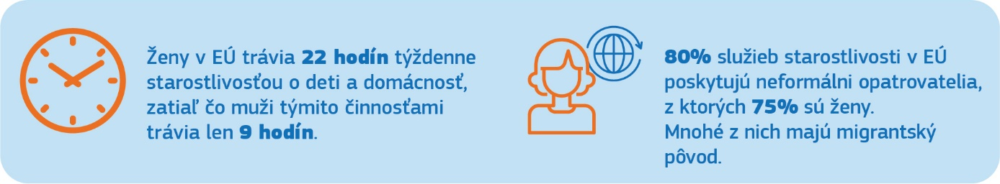 Ženy v EÚ trávia 22 hodín týždenne
starostlivosťou o deti a domácnosť,
zatiaľ čo muži týmito činnosťami
trávia len 9 hodín.
80% služieb starostlivosti v EÚ
poskytujú neformálni opatrovatelia,
z ktorých 75% sú ženy.
Mnohé z nich majú migrantský
pôvod.